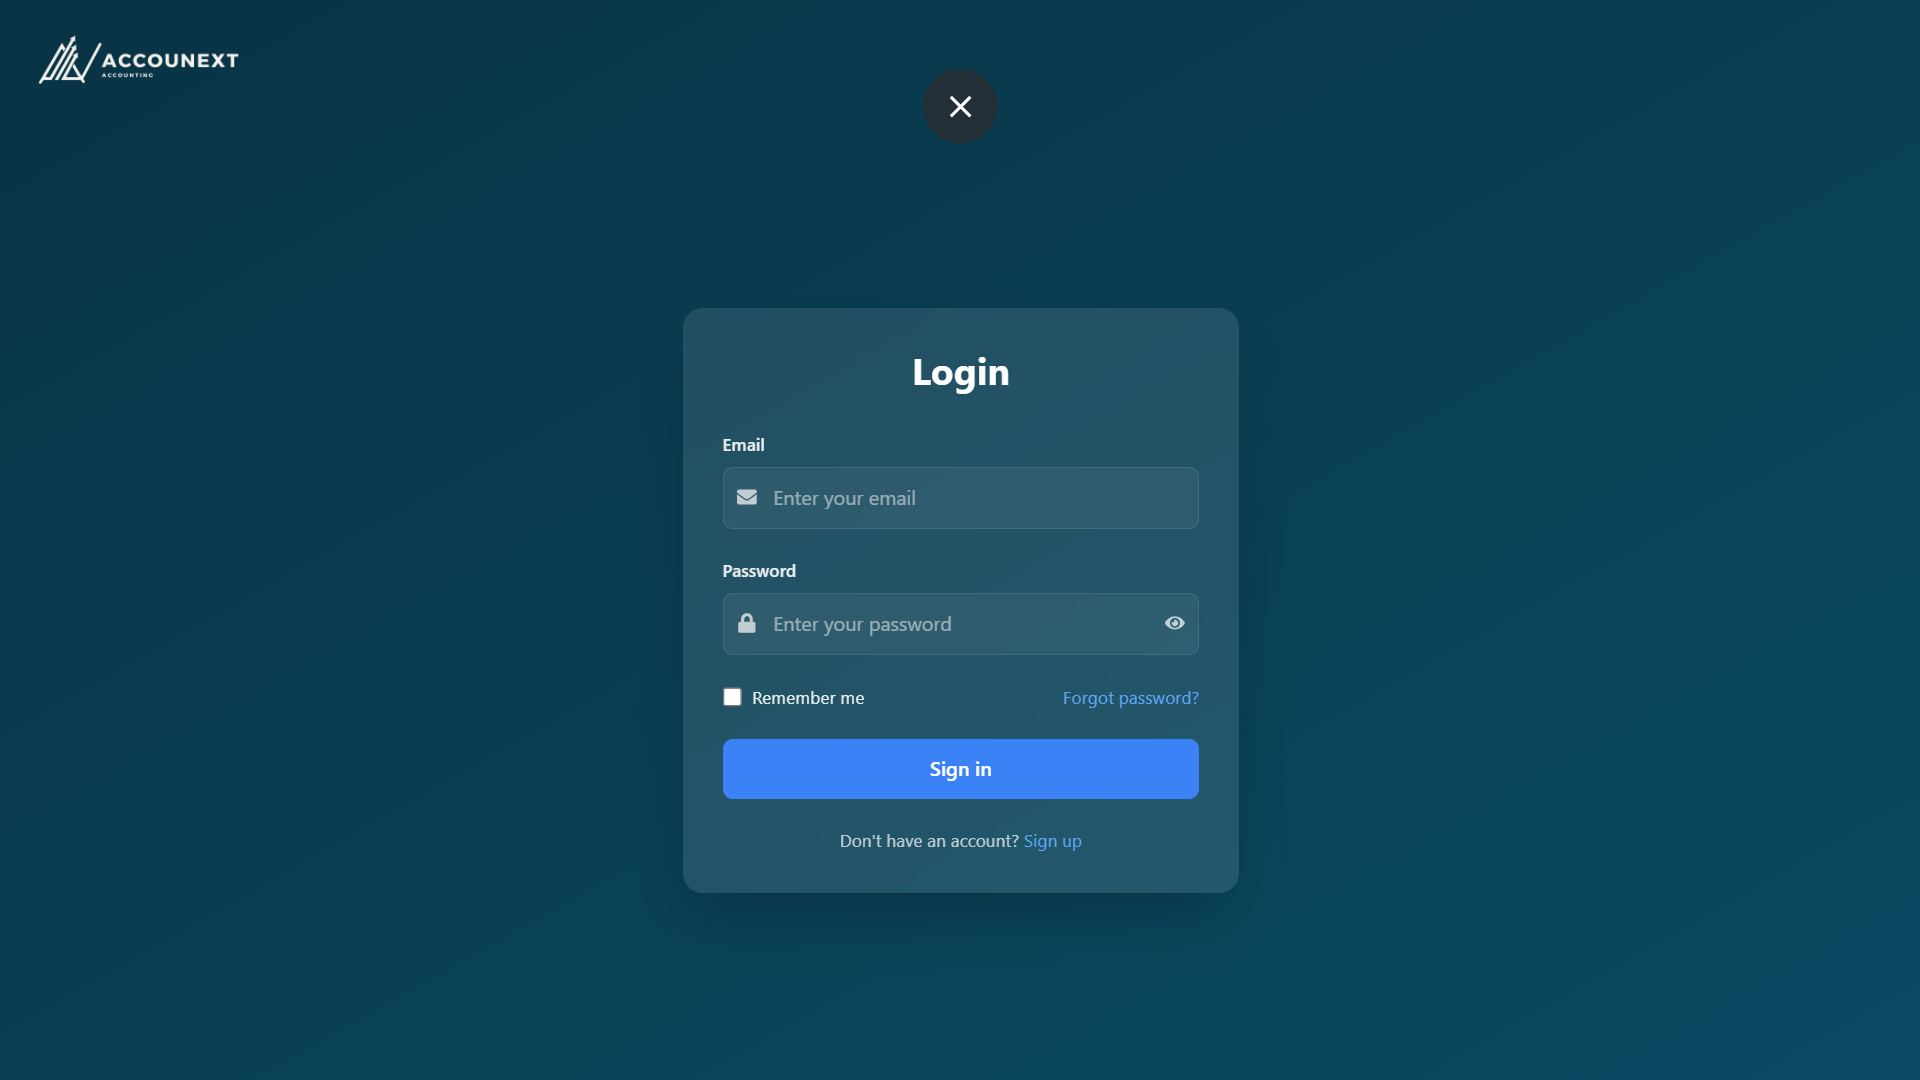 ACCOUNEXT
ACCOUNTING
Login
Email
Enter your email
Password
Enter your password
Remember me
Forgot password?
Sign in
Don't have an account? Sign up